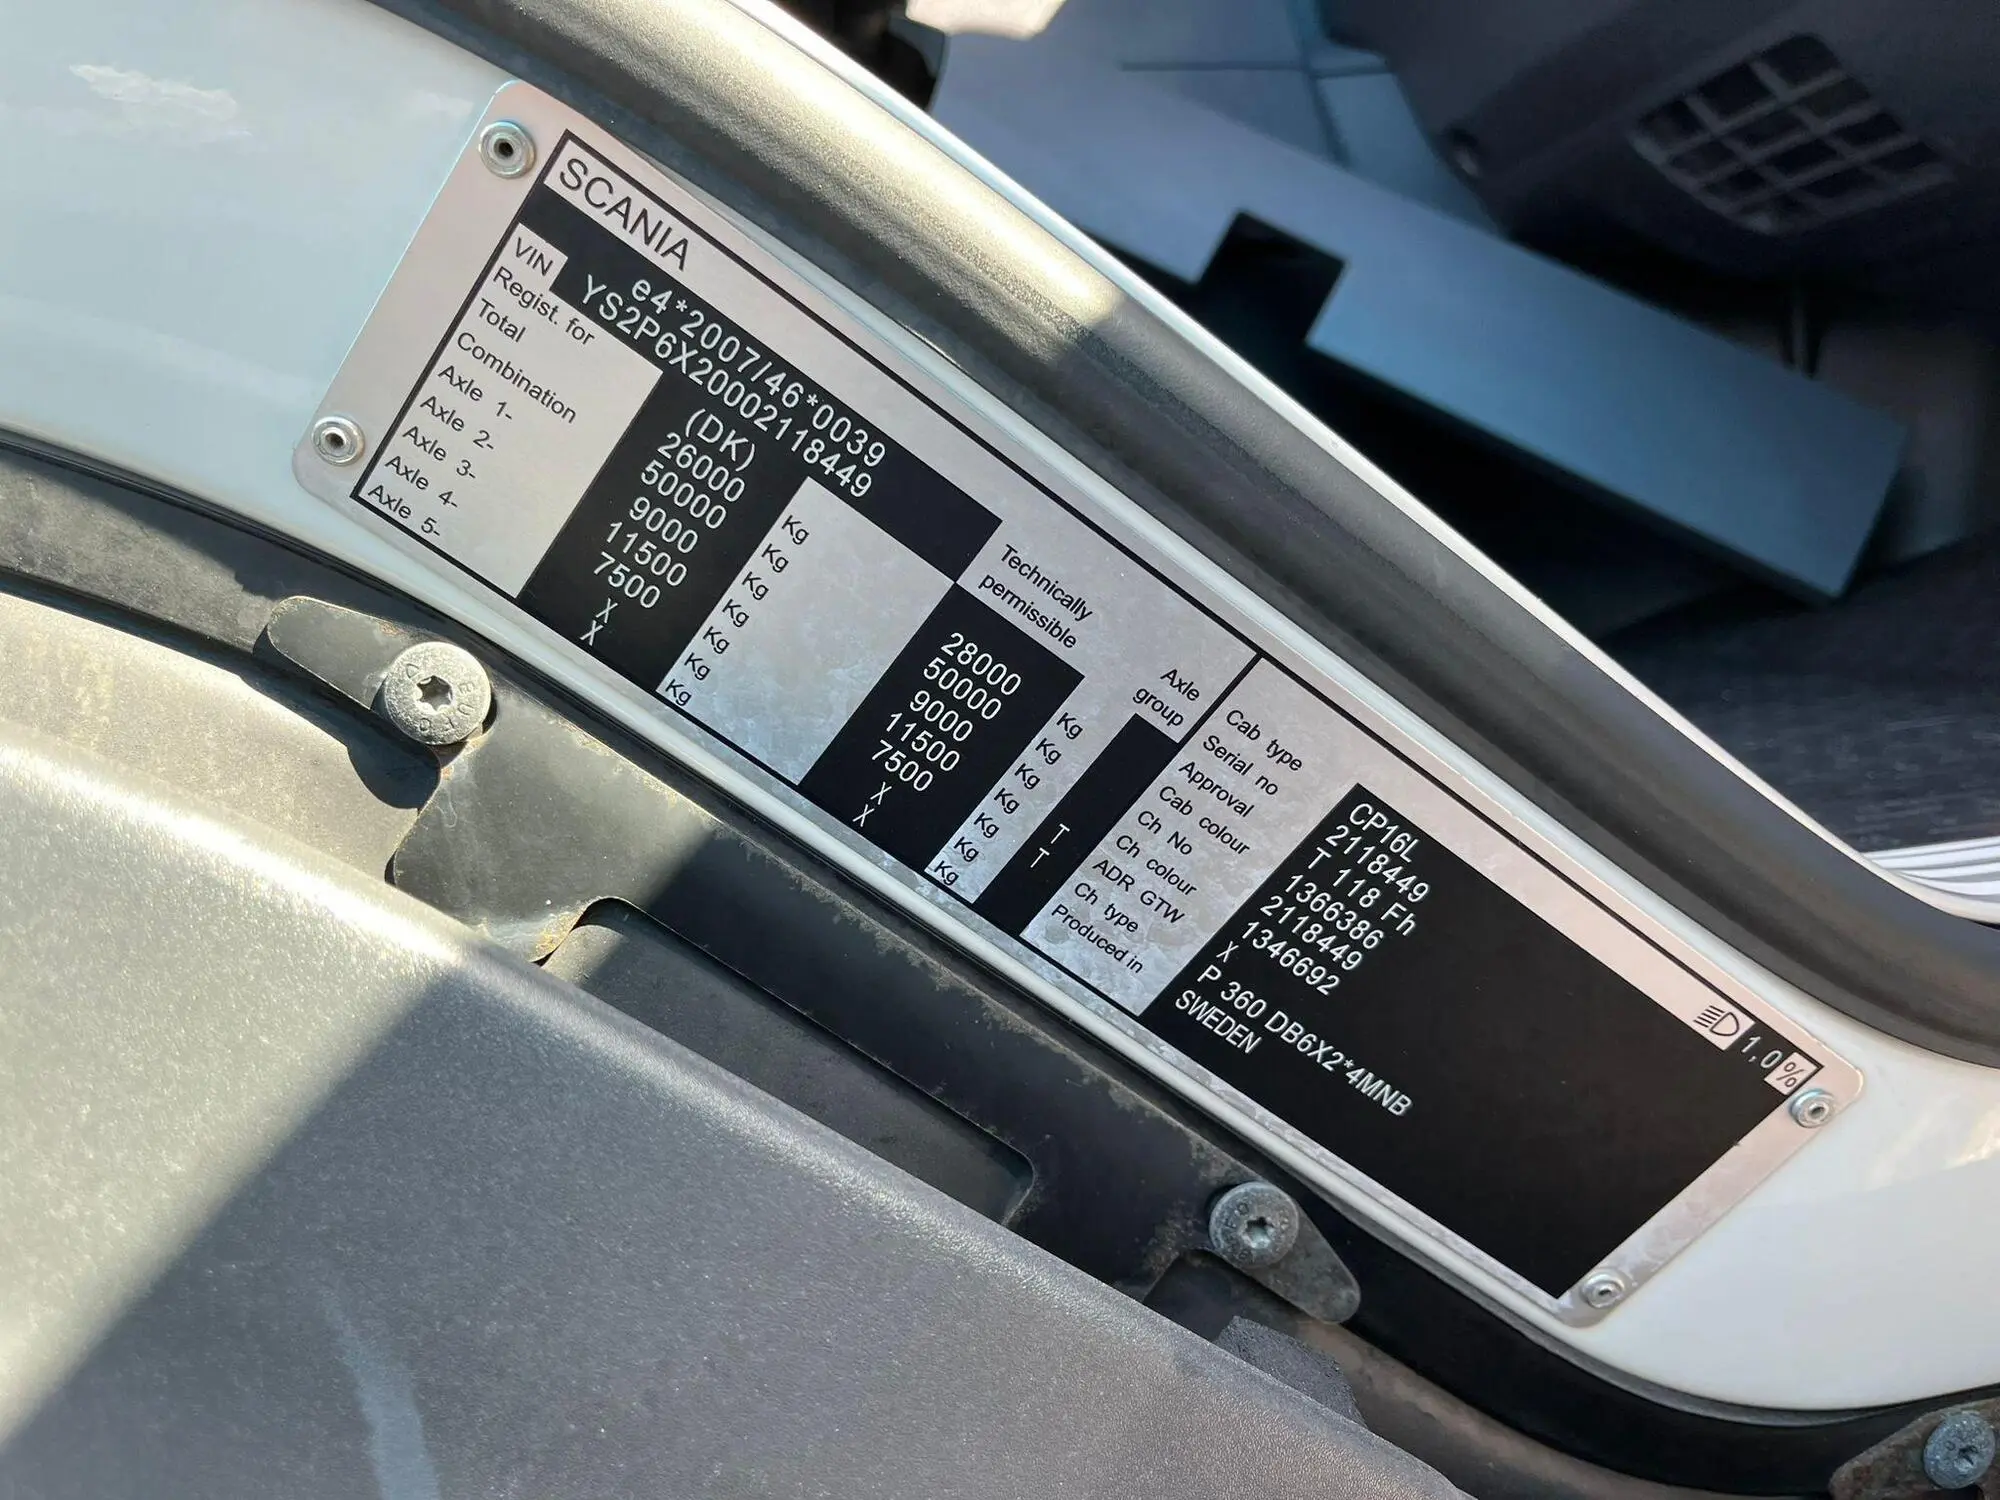 SCANIA
e4*2007/46*0039
VIN YS2P6X20002118449
Regist. for (DK) Technically permissible Axle group
Total 26000 Kg 28000 Kg
Combination 50000 Kg 50000 Kg
Axle 1- 9000 Kg 9000 Kg
Axle 2- 11500 Kg 11500 Kg T
Axle 3- 7500 Kg 7500 Kg T
Axle 4- X Kg X Kg
Axle 5- X Kg X Kg
1,0 %
Cab type CP16L
Serial no 2118449
Approval T 118 Fh
Cab colour 1366386
Ch No 2118449
Ch colour 1346692
ADR GTW X
Ch type P 360 DB6X2*4MNB
Produced in SWEDEN